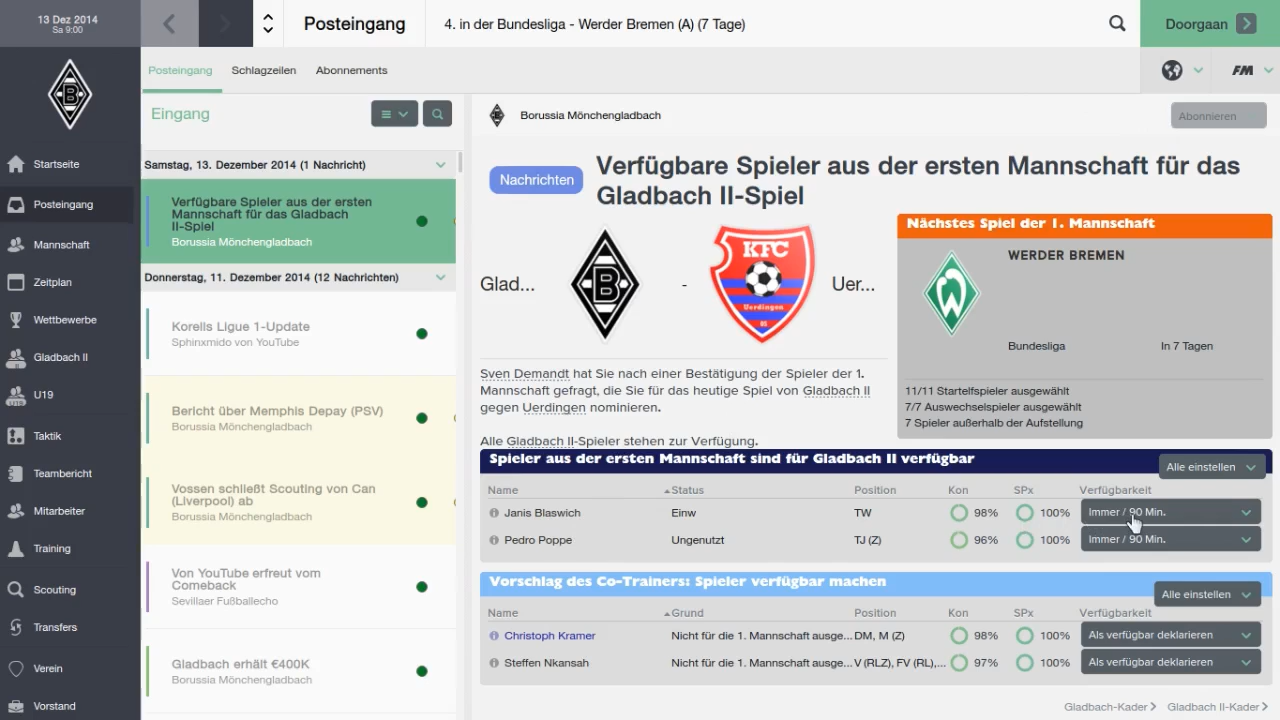 13 Dez 2014
Sa 9:00
Posteingang
4. in der Bundesliga - Werder Bremen (A) (7 Tage)
Doorgaan
Posteingang
Schlagzeilen
Abonnements
FM
B
Eingang
Borussia Mönchengladbach
Abonnieren
Startseite
Posteingang
Mannschaft
Zeitplan
Wettbewerbe
Gladbach II
U19
Taktik
Teambericht
Mitarbeiter
Training
Scouting
Transfers
Verein
Vorstand
Samstag, 13. Dezember 2014 (1 Nachricht)
Verfügbare Spieler aus der ersten
Mannschaft für das Gladbach
II-Spiel
Borussia Mönchengladbach
Donnerstag, 11. Dezember 2014 (12 Nachrichten)
Korells Ligue 1-Update
Sphinxmido von YouTube
Bericht über Memphis Depay (PSV)
Borussia Mönchengladbach
Vossen schließt Scouting von Can
(Liverpool) ab
Borussia Mönchengladbach
Von YouTube erfreut vom
Comeback
Sevillaer Fußballecho
Gladbach erhält €400K
Borussia Mönchengladbach
Nachrichten
Verfügbare Spieler aus der ersten Mannschaft für das
Gladbach II-Spiel
Glad...
B
-
KFC
Uerdingen
05
Uer...
Nächstes Spiel der 1. Mannschaft
W
WERDER BREMEN
Bundesliga
In 7 Tagen
11/11 Startelfspieler ausgewählt
7/7 Auswechselspieler ausgewählt
7 Spieler außerhalb der Aufstellung
Sven Demandt hat Sie nach einer Bestätigung der Spieler der 1.
Mannschaft gefragt, die Sie für das heutige Spiel von Gladbach II
gegen Uerdingen nominieren.
Alle Gladbach II-Spieler stehen zur Verfügung.
Spieler aus der ersten Mannschaft sind für Gladbach II verfügbar
Alle einstellen
Name Status Position Kon SPx Verfügbarkeit
Janis Blaswich Einw TW 98% 100% Immer / 90 Min.
Pedro Poppe Ungenutzt TJ (Z) 96% 100% Immer / 90 Min.
Vorschlag des Co-Trainers: Spieler verfügbar machen
Alle einstellen
Name Grund Position Kon SPx Verfügbarkeit
Christoph Kramer Nicht für die 1. Mannschaft ausge... DM, M (Z) 98% 100% Als verfügbar deklarieren
Steffen Nkansah Nicht für die 1. Mannschaft ausge... V (RLZ), FV (RL),... 97% 100% Als verfügbar deklarieren
Gladbach-Kader
Gladbach II-Kader